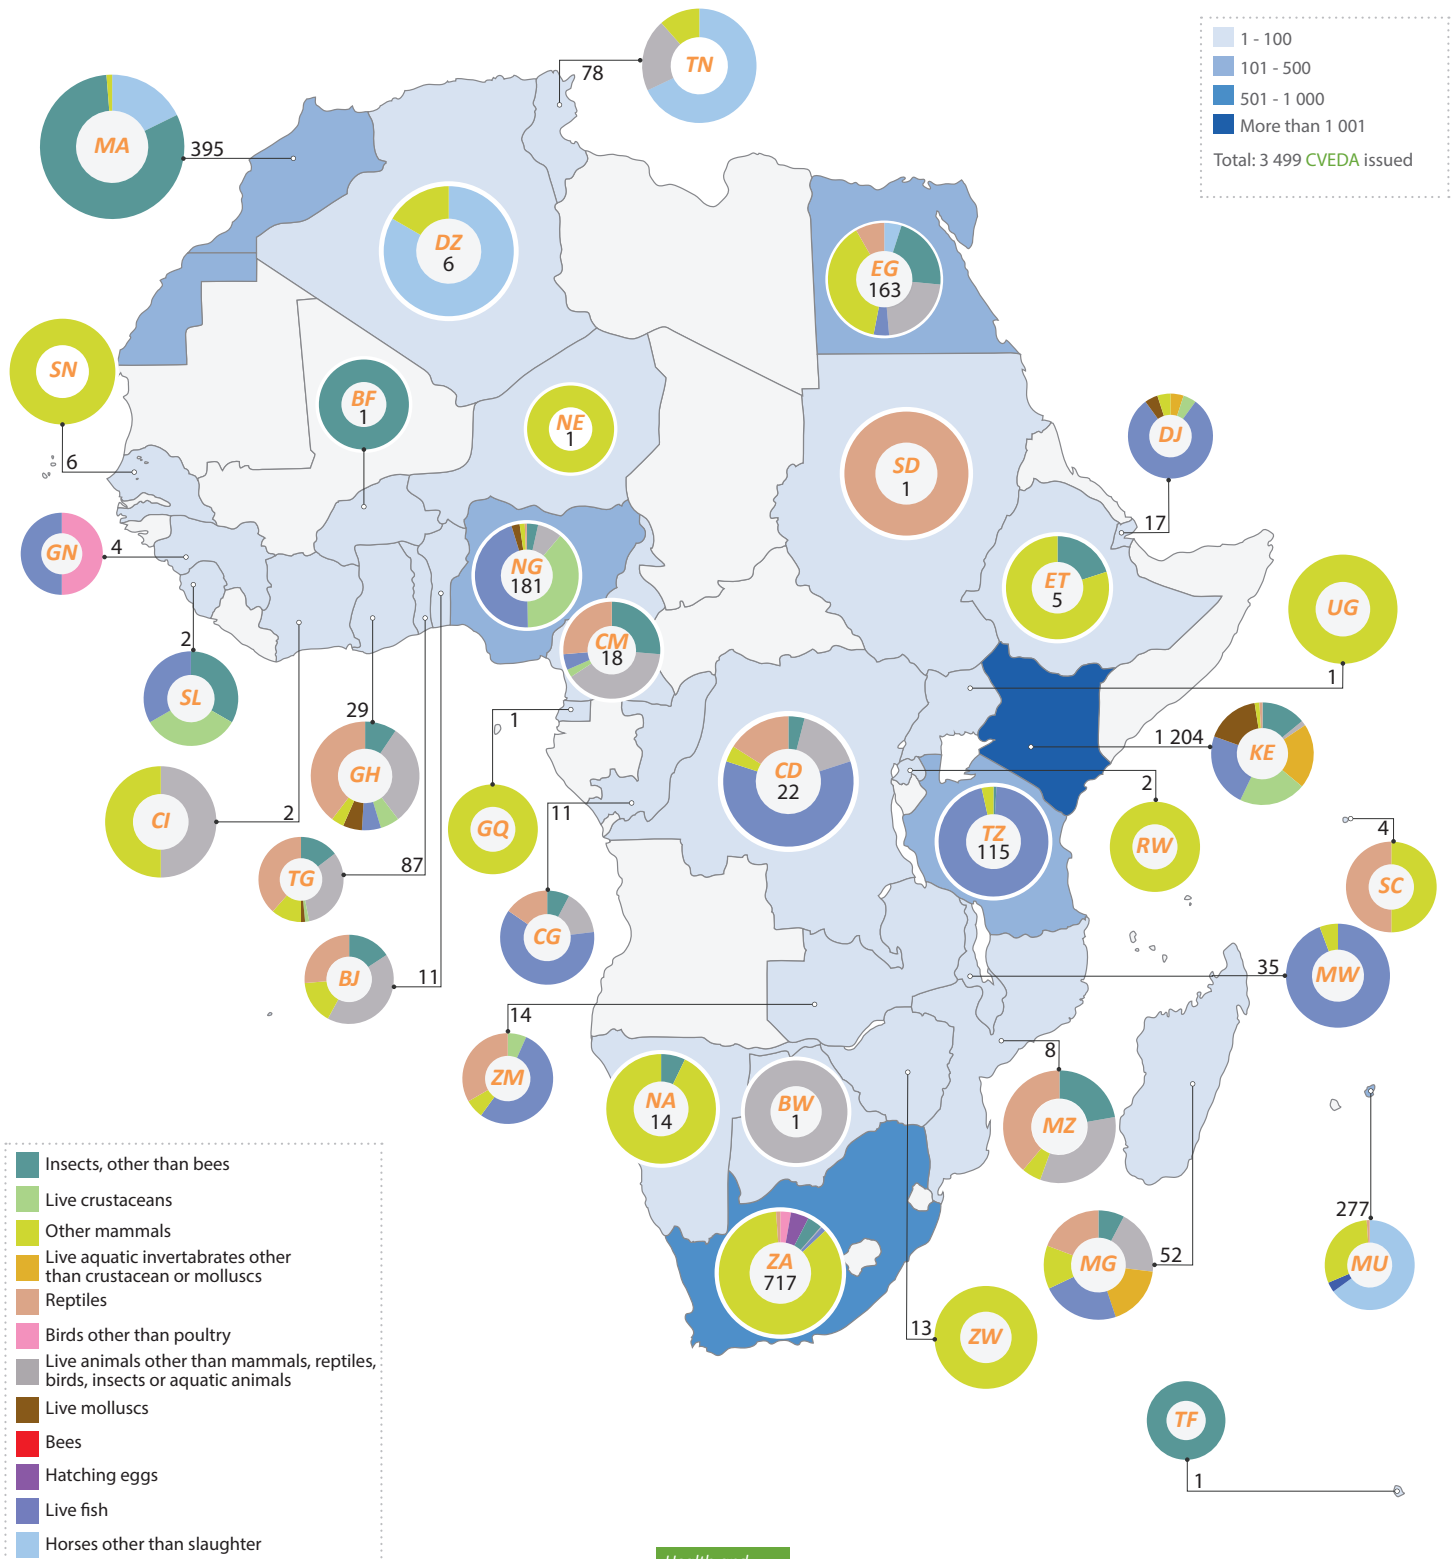 TN
78
1 - 100
101 - 500
501 - 1 000
More than 1 001
Total: 3 499 CVEDA issued
MA
395
DZ
6
EG
163
SN
6
BF
1
NE
1
SD
1
DJ
17
GN
4
NG
181
ET
5
UG
1
CM
18
2
SL
29
GH
1
GQ
CD
22
1 204
KE
CI
2
11
TZ
115
2
RW
4
SC
TG
87
CG
BJ
11
35
MW
14
ZM
NA
14
BW
1
8
MZ
277
MU
MG
52
ZA
717
13
ZW
TF
1
Insects, other than bees
Live crustaceans
Other mammals
Live aquatic invertabrates other
than crustacean or molluscs
Reptiles
Birds other than poultry
Live animals other than mammals, reptiles,
birds, insects or aquatic animals
Live molluscs
Bees
Hatching eggs
Live fish
Horses other than slaughter